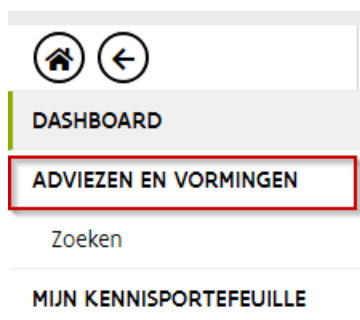 DASHBOARD
ADVIEZEN EN VORMINGEN
Zoeken
MIJN KENNISPORTEFEUILLE